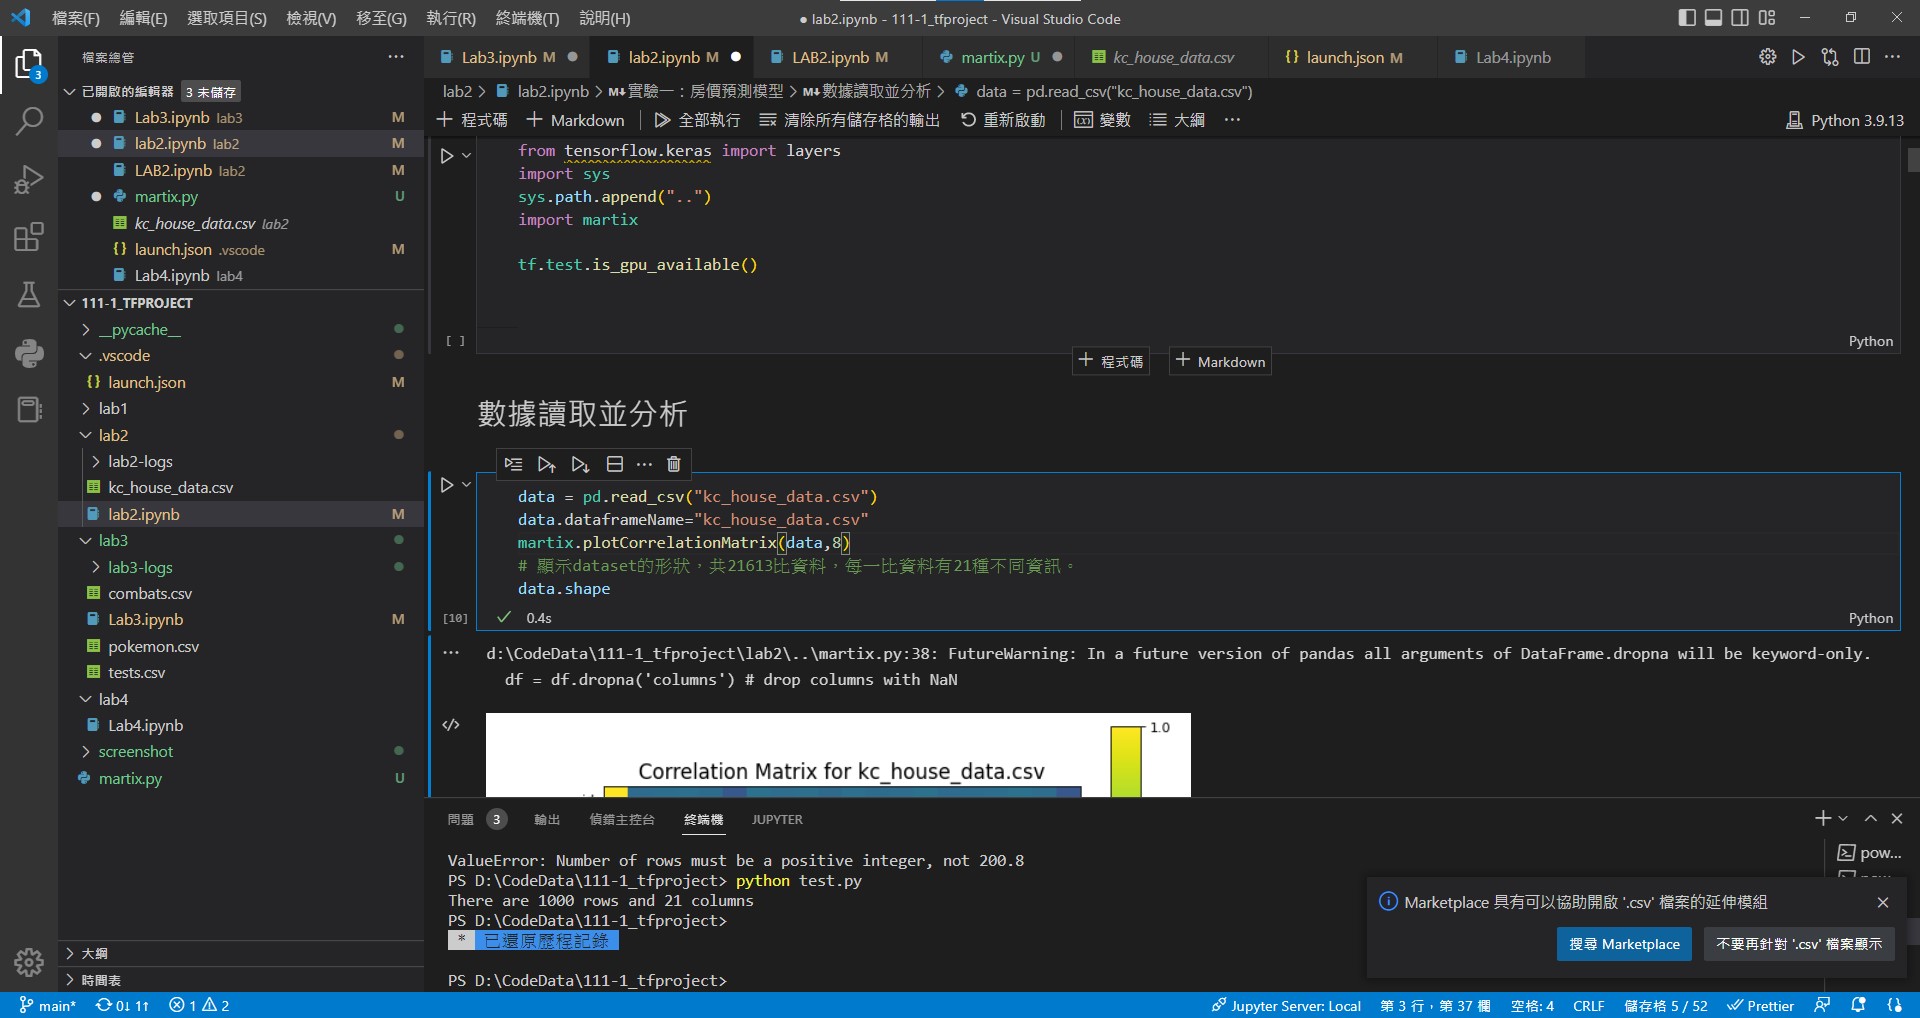 檔案(F) 編輯(E) 選取項目(S) 檢視(V) 移至(G) 執行(R) 終端機(T) 說明(H)
● lab2.ipynb - 111-1_tfproject - Visual Studio Code
檔案總管
已開啟的編輯器 3 未儲存
Lab3.ipynb lab3 M
lab2.ipynb lab2 M
LAB2.ipynb lab2 M
martix.py U
kc_house_data.csv lab2
launch.json .vscode M
Lab4.ipynb lab4
111-1_TFPROJECT
__pycache__
.vscode
launch.json M
lab1
lab2
lab2-logs
kc_house_data.csv
lab2.ipynb M
lab3
lab3-logs
combats.csv
Lab3.ipynb M
pokemon.csv
tests.csv
lab4
Lab4.ipynb
screenshot
martix.py U
大綱
時間表
3
Lab3.ipynb M
lab2.ipynb M
LAB2.ipynb M
martix.py U
kc_house_data.csv
launch.json M
Lab4.ipynb
lab2 > lab2.ipynb > M↓實驗一：房價預測模型 > M↓數據讀取並分析 > data = pd.read_csv("kc_house_data.csv")
+ 程式碼 + Markdown 全部執行 清除所有儲存格的輸出 重新啟動 變數 大綱 ···
Python 3.9.13
from tensorflow.keras import layers
import sys
sys.path.append("..")
import martix
tf.test.is_gpu_available()
[ ]
Python
+ 程式碼 + Markdown
數據讀取並分析
data = pd.read_csv("kc_house_data.csv")
data.dataframeName="kc_house_data.csv"
martix.plotCorrelationMatrix(data,8)
# 顯示dataset的形狀，共21613比資料，每一比資料有21種不同資訊。
data.shape
[10] 0.4s
Python
d:\CodeData\111-1_tfproject\lab2\..\martix.py:38: FutureWarning: In a future version of pandas all arguments of DataFrame.dropna will be keyword-only.
df = df.dropna('columns') # drop columns with NaN
1.0
Correlation Matrix for kc_house_data.csv
問題 3 輸出 偵錯主控台 終端機 JUPYTER
ValueError: Number of rows must be a positive integer, not 200.8
PS D:\CodeData\111-1_tfproject> python test.py
There are 1000 rows and 21 columns
PS D:\CodeData\111-1_tfproject>
* 已還原歷程記錄
PS D:\CodeData\111-1_tfproject>
pow...
Marketplace 具有可以協助開啟 '.csv' 檔案的延伸模組
搜尋 Marketplace
不要再針對 '.csv' 檔案顯示
main* 0↓ 1↑ 1 2
Jupyter Server: Local 第 3 行，第 37 欄 空格: 4 CRLF 儲存格 5 / 52 Prettier